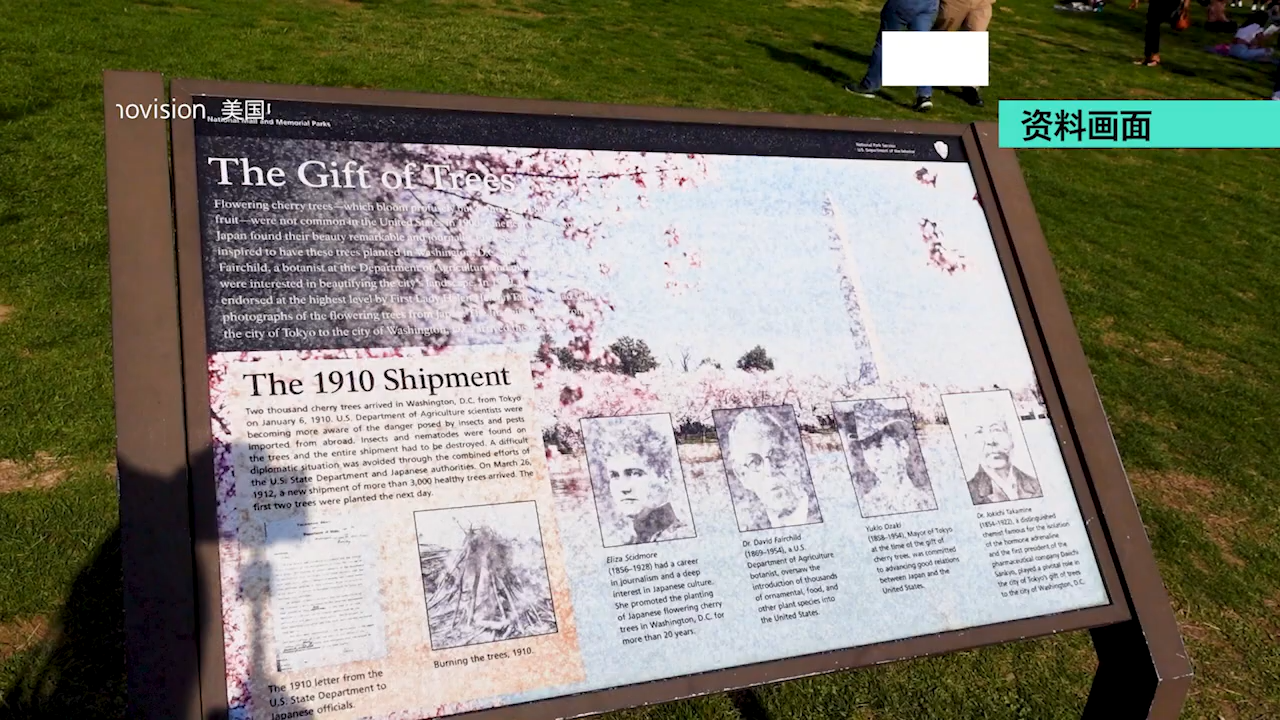 novision 美国
资料画面
National Mall and Memorial Parks
National Park Service
U.S. Department of the Interior
The Gift of Trees
Flowering cherry trees—which bloom
fruit—were not common in the United States. In
Japan found their beauty remarkable and
inspired to have these trees planted in Washington,
Fairchild, a botanist at the Department of Agriculture
were interested in beautifying the city's landscape. In
endorsed at the highest level by First Lady
photographs of the flowering trees from
the city of Tokyo to the city of Washington,
The 1910 Shipment
Two thousand cherry trees arrived in Washington, D.C. from Tokyo
on January 6, 1910. U.S. Department of Agriculture scientists were
becoming more aware of the danger posed by insects and pests
imported from abroad. Insects and nematodes were found on
the trees and the entire shipment had to be destroyed. A difficult
diplomatic situation was avoided through the combined efforts of
the U.S. State Department and Japanese authorities. On March 26,
1912, a new shipment of more than 3,000 healthy trees arrived. The
first two trees were planted the next day.
The 1910 letter from the
U.S. State Department to
Japanese officials.
Burning the trees, 1910.
Eliza Scidmore
(1856–1928) had a career
in journalism and a deep
interest in Japanese culture.
She promoted the planting
of Japanese flowering cherry
trees in Washington, D.C. for
more than 20 years.
Dr. David Fairchild
(1869–1954), a U.S.
Department of Agriculture
botanist, oversaw the
introduction of thousands
of ornamental, food, and
other plant species into
the United States.
Yukio Ozaki
(1858–1954), Mayor of Tokyo
at the time of the gift of
cherry trees, was committed
to advancing good relations
between Japan and the
United States.
Dr. Jokichi Takamine
(1854–1922), a distinguished
chemist famous for the isolation
of the hormone adrenaline
and the first president of the
pharmaceutical company Daiichi
Sankyo, played a pivotal role in
the city of Tokyo's gift of trees
to the city of Washington, D.C.